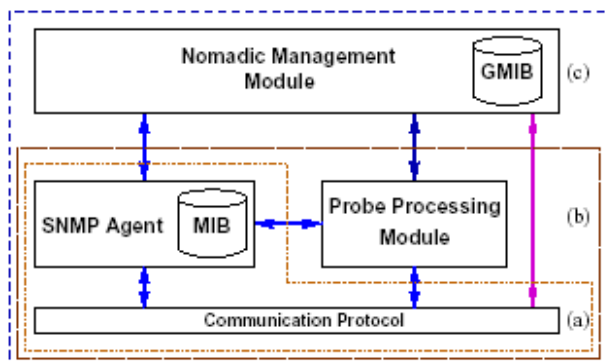 Nomadic Management
Module
GMIB
(c)
SNMP Agent
MIB
Probe Processing
Module
(b)
Communication Protocol
(a)